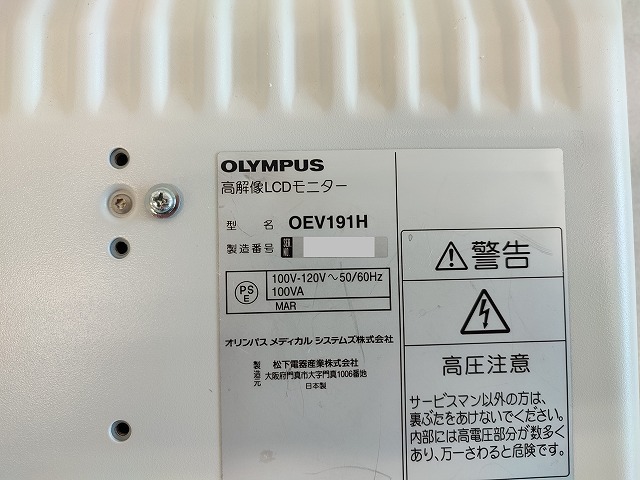 OLYMPUS
高解像LCDモニター
型 名 OEV191H
製造番号 SER. NO.
PS E
100V-120V～50/60Hz
100VA
MAR
オリンパス メディカル システムズ株式会社
製造元
松下電器産業株式会社
大阪府門真市大字門真1006番地
日本製
警告
高圧注意
サービスマン以外の方は、
裏ぶたをあけないでください。
内部には高電圧部分が数多く
あり、万一さわると危険です。